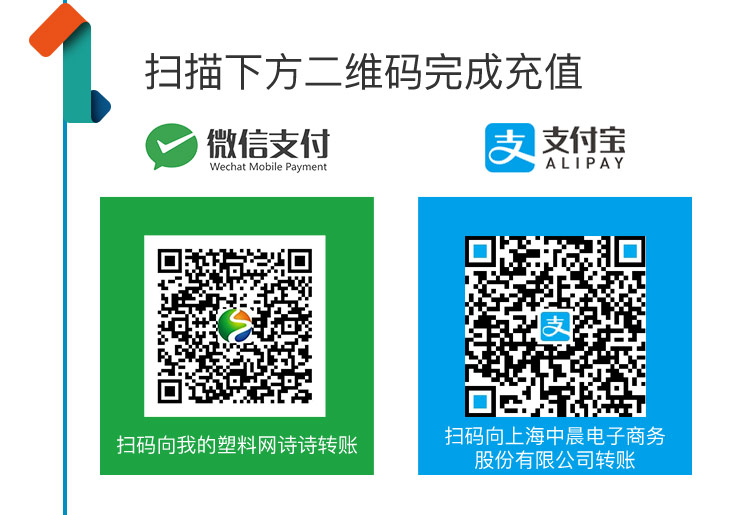 扫描下方二维码完成充值
微信支付
Wechat Mobile Payment
支付宝
ALIPAY
扫码向我的塑料网诗诗转账
扫码向上海中晨电子商务
股份有限公司转账